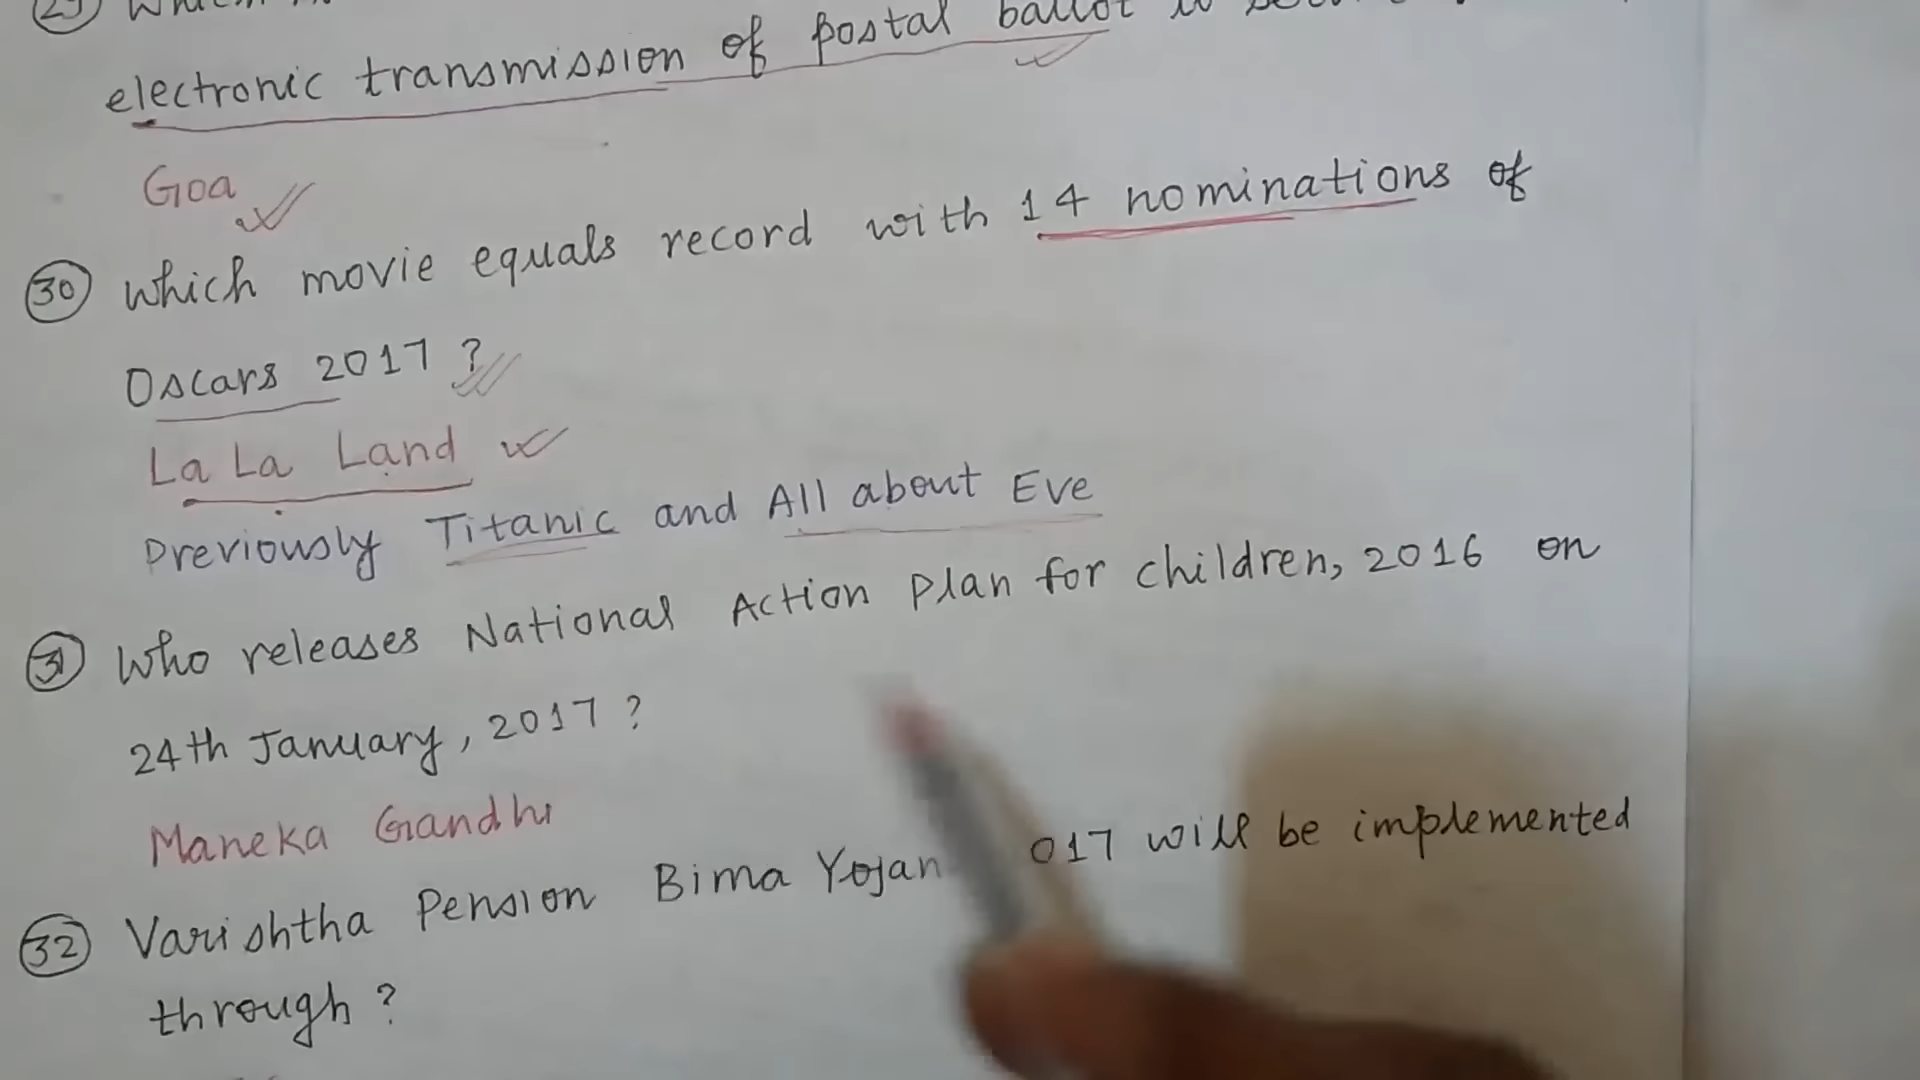 29 Which
electronic transmission of postal ballot
Goa
30 Which movie equals record with 14 nominations of
Oscars 2017 ?
La La Land
Previously Titanic and All about Eve
31 Who releases National Action Plan for children, 2016 on
24th January, 2017 ?
Maneka Gandhi
32 Varishtha Pension Bima Yojan 017 will be implemented
through ?